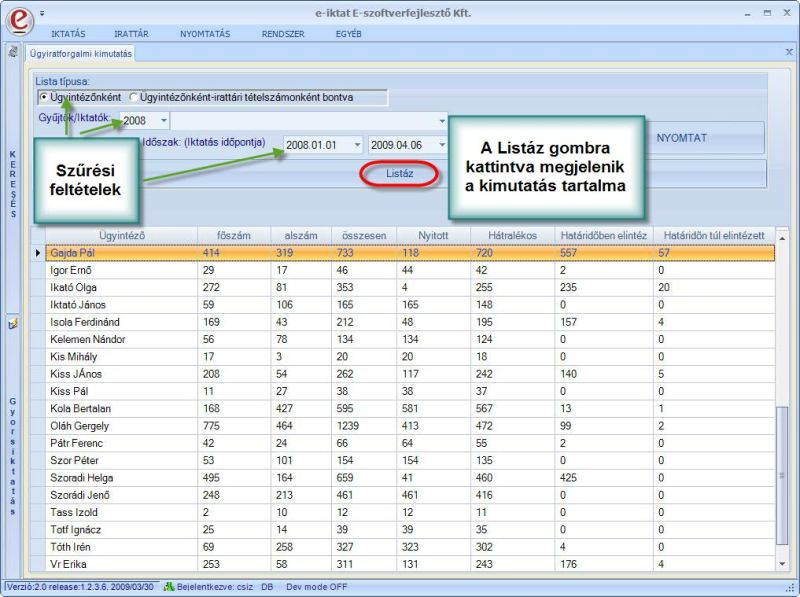 e-iktat E-szoftverfejlesztő Kft.
IKTATÁS IRATTÁR NYOMTATÁS RENDSZER EGYÉB
Ügyiratforgalmi kimutatás
Lista típusa:
Ügyintézőnként Ügyintézőnként-irattári tételszámonként bontva
Gyűjtők/Iktatók: 2008
Időszak: (Iktatás időpontja) 2008.01.01 2009.04.06
NYOMTAT
Listáz
Szűrési
feltételek
A Listáz gombra
kattintva megjelenik
a kimutatás tartalma
KERESÉS
Gyorsiktatás
Ügyintéző főszám alszám összesen Nyitott Hátralékos Határidőben elintéz Határidőn túl elintézett
Gajda Pál 414 319 733 118 720 557 57
Igor Ernő 29 17 46 44 42 2 0
Ikató Olga 272 81 353 4 255 235 20
Iktató János 59 106 165 165 148 0 0
Isola Ferdinánd 169 43 212 48 195 157 4
Kelemen Nándor 56 78 134 134 124 0 0
Kis Mihály 17 3 20 20 18 0 0
Kiss JÁnos 208 54 262 117 242 140 5
Kiss Pál 11 27 38 38 37 0 0
Kola Bertalan 168 427 595 581 567 13 1
Oláh Gergely 775 464 1239 413 472 99 2
Pátr Ferenc 42 24 66 64 55 2 0
Szor Péter 53 101 154 154 135 0 0
Szoradi Helga 495 164 659 41 460 425 0
Szorádi Jenő 248 213 461 461 416 0 0
Tass Izold 2 10 12 12 11 0 0
Totf Ignácz 25 14 39 39 35 0 0
Tóth Irén 69 258 327 323 302 4 0
Vr Erika 253 58 311 131 243 176 4
Verzió:2.0 release:1.2.3.6, 2009/03/30 Bejelentkezve: csiz DB Dev mode OFF